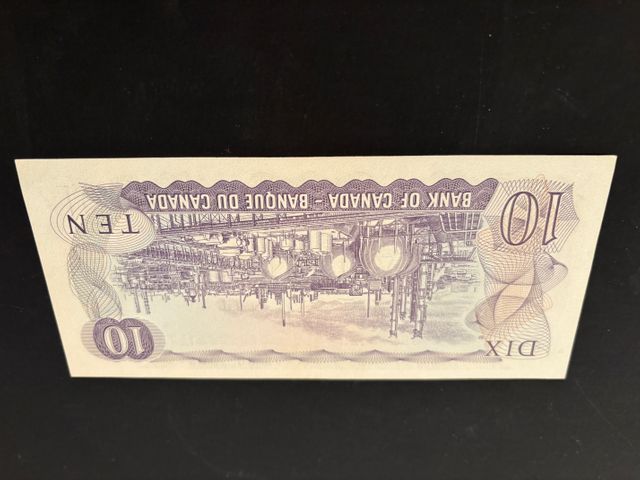 DIX
10
10
BANK OF CANADA - BANQUE DU CANADA
TEN